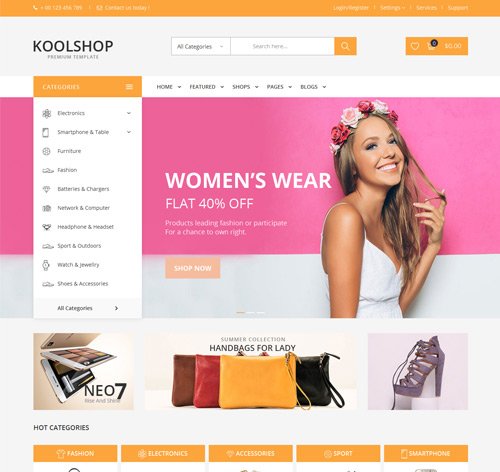 + 00 123 456 789 | Contact us today !
Login/Register | Settings | Services | Support
KOOLSHOP
PREMIUM TEMPLATE
All Categories
Search here...
0
$0.00
CATEGORIES
HOME FEATURED SHOPS PAGES BLOGS
Electronics
Smartphone & Table
Furniture
Fashion
Batteries & Chargers
Network & Computer
Headphone & Headset
Sport & Outdoors
Watch & Jewelry
Shoes & Accessories
All Categories
WOMEN'S WEAR
FLAT 40% OFF
Products leading fashion or participate
For a chance to own right.
SHOP NOW
NEO7
Rise And Shine
SUMMER COLLECTION
HANDBAGS FOR LADY
HOT CATEGORIES
FASHION
ELECTRONICS
ACCESSORIES
SPORT
SMARTPHONE